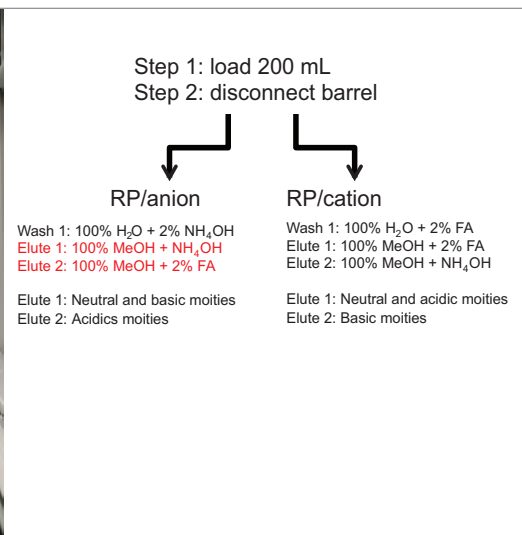 Step 1: load 200 mL
Step 2: disconnect barrel
RP/anion
Wash 1: 100% H₂O + 2% NH₄OH
Elute 1: 100% MeOH + NH₄OH
Elute 2: 100% MeOH + 2% FA
Elute 1: Neutral and basic moities
Elute 2: Acidics moities
RP/cation
Wash 1: 100% H₂O + 2% FA
Elute 1: 100% MeOH + 2% FA
Elute 2: 100% MeOH + NH₄OH
Elute 1: Neutral and acidic moities
Elute 2: Basic moities